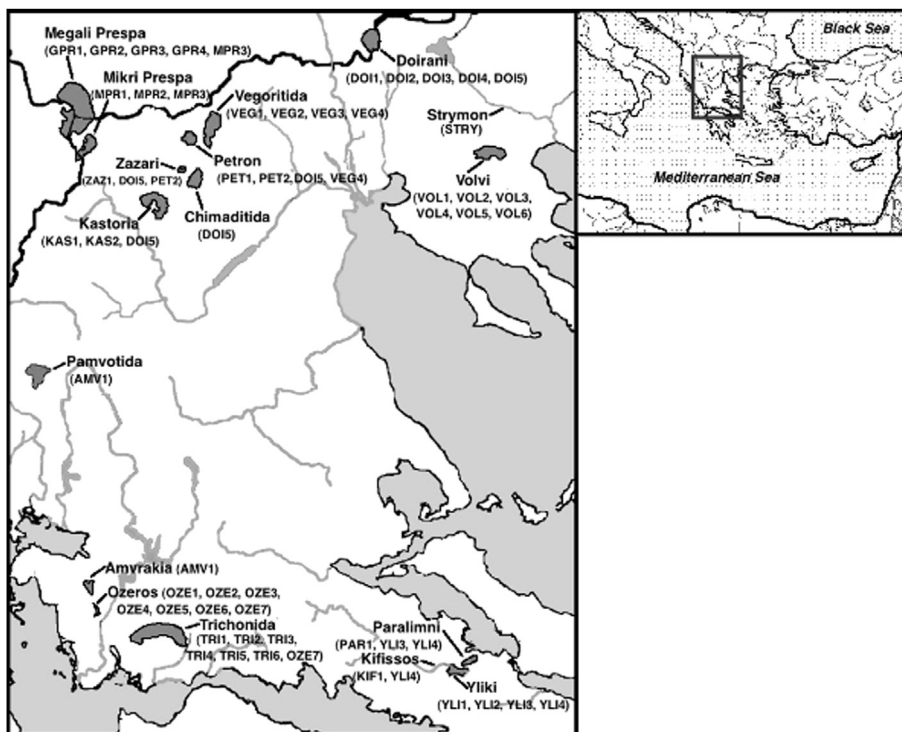 Megali Prespa
(GPR1, GPR2, GPR3, GPR4, MPR3)
Mikri Prespa
(MPR1, MPR2, MPR3)
Vegoritida
(VEG1, VEG2, VEG3, VEG4)
Doirani
(DOI1, DOI2, DOI3, DOI4, DOI5)
Strymon
(STRY)
Zazari
(ZAZ1, DOI5, PET2)
Petron
(PET1, PET2, DOI5, VEG4)
Volvi
(VOL1, VOL2, VOL3,
VOL4, VOL5, VOL6)
Kastoria
(KAS1, KAS2, DOI5)
Chimaditida
(DOI5)
Pamvotida
(AMV1)
Amvrakia (AMV1)
Ozeros (OZE1, OZE2, OZE3,
OZE4, OZE5, OZE6, OZE7)
Trichonida
(TRI1, TRI2, TRI3,
TRI4, TRI5, TRI6, OZE7)
Paralimni
(PAR1, YLI3, YLI4)
Kifissos
(KIF1, YLI4)
Yliki
(YLI1, YLI2, YLI3, YLI4)
Black Sea
Mediterranean Sea